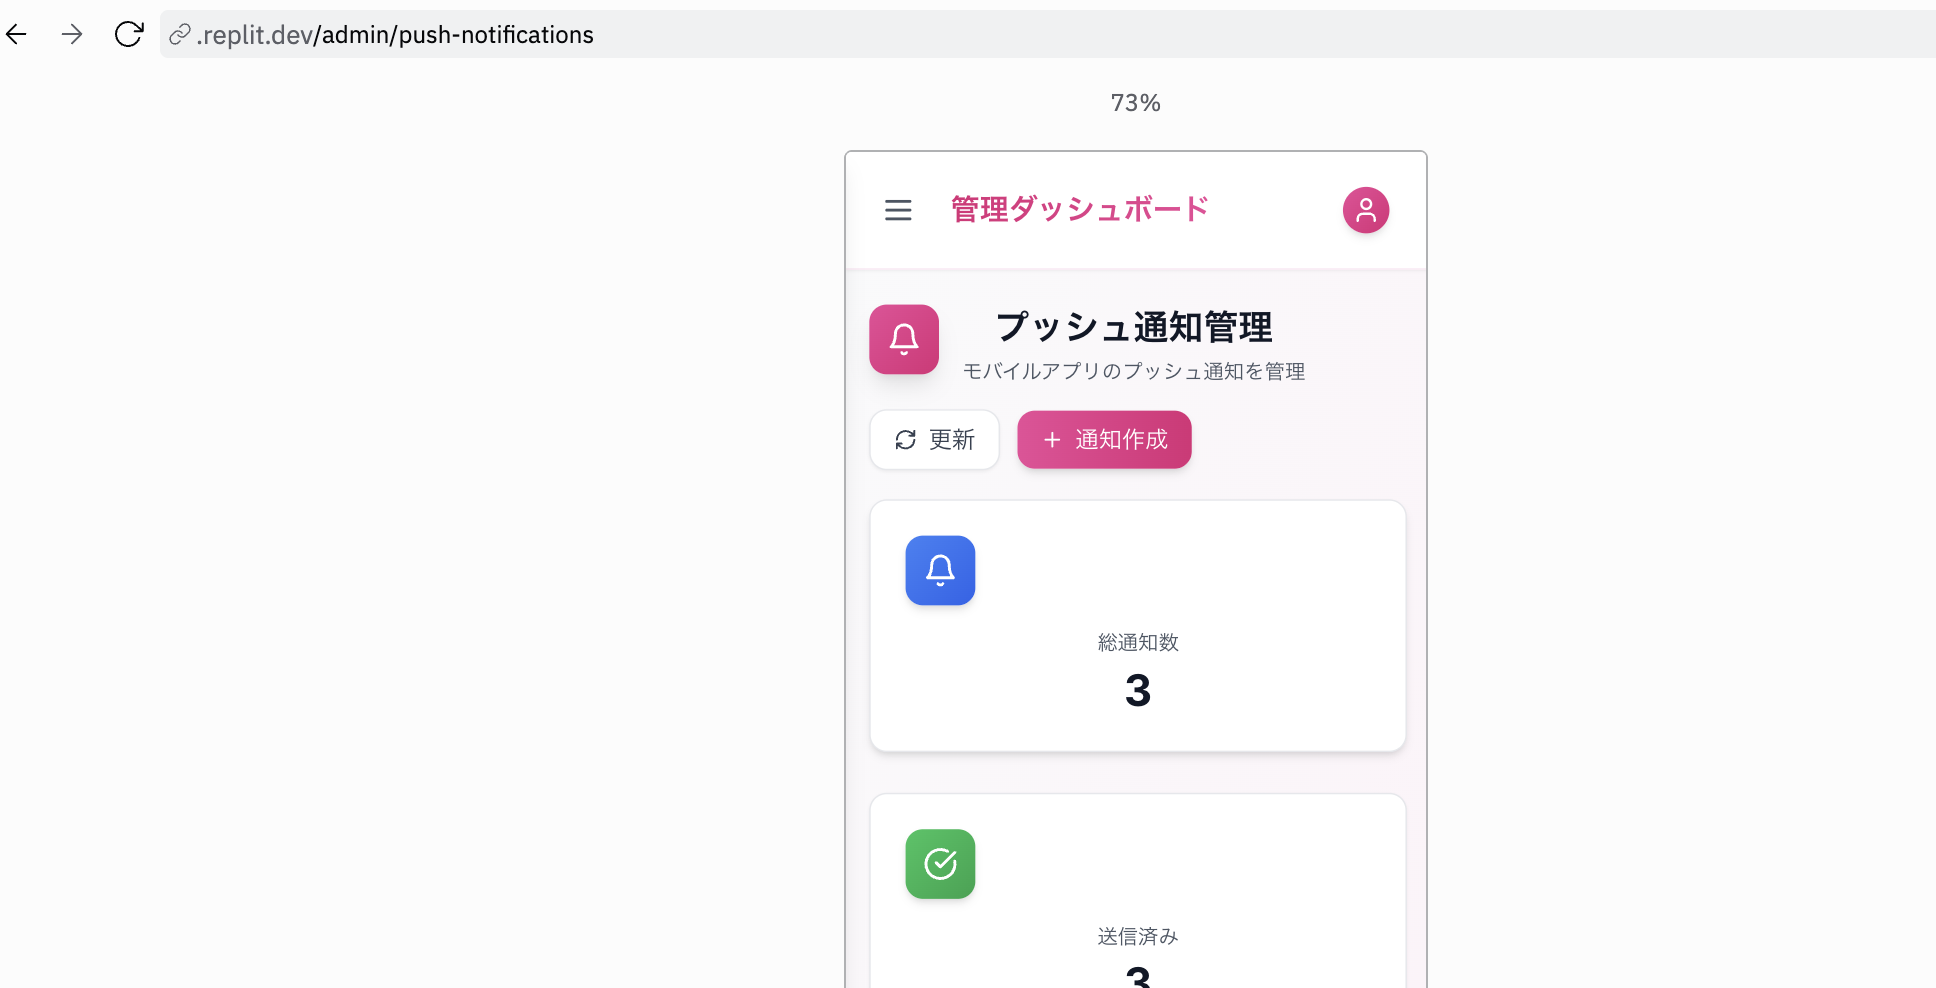 .replit.dev/admin/push-notifications
73%
管理ダッシュボード
プッシュ通知管理
モバイルアプリのプッシュ通知を管理
更新
通知作成
総通知数
3
送信済み
3